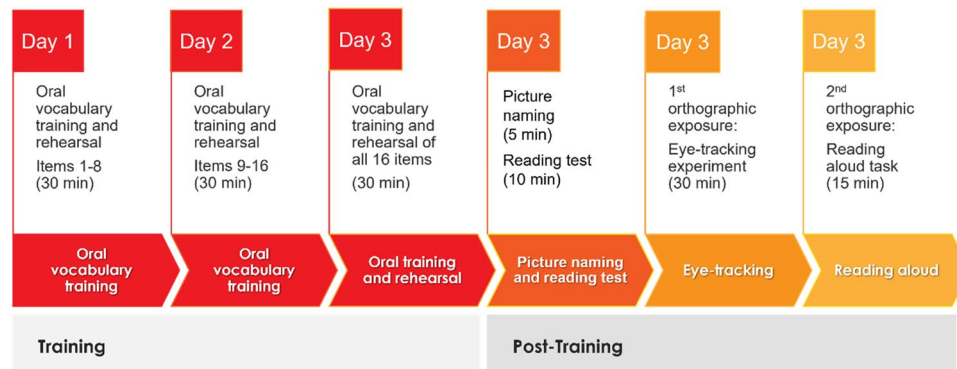 Day 1
Oral
vocabulary
training and
rehearsal
Items 1-8
(30 min)
Day 2
Oral
vocabulary
training and
rehearsal
Items 9-16
(30 min)
Day 3
Oral
vocabulary
training and
rehearsal of
all 16 items
(30 min)
Day 3
Picture
naming
(5 min)
Reading test
(10 min)
Day 3
1st
orthographic
exposure:
Eye-tracking
experiment
(30 min)
Day 3
2nd
orthographic
exposure:
Reading
aloud task
(15 min)
Oral
vocabulary
training
Oral
vocabulary
training
Oral training
and rehearsal
Picture naming
and reading test
Eye-tracking
Reading aloud
Training
Post-Training